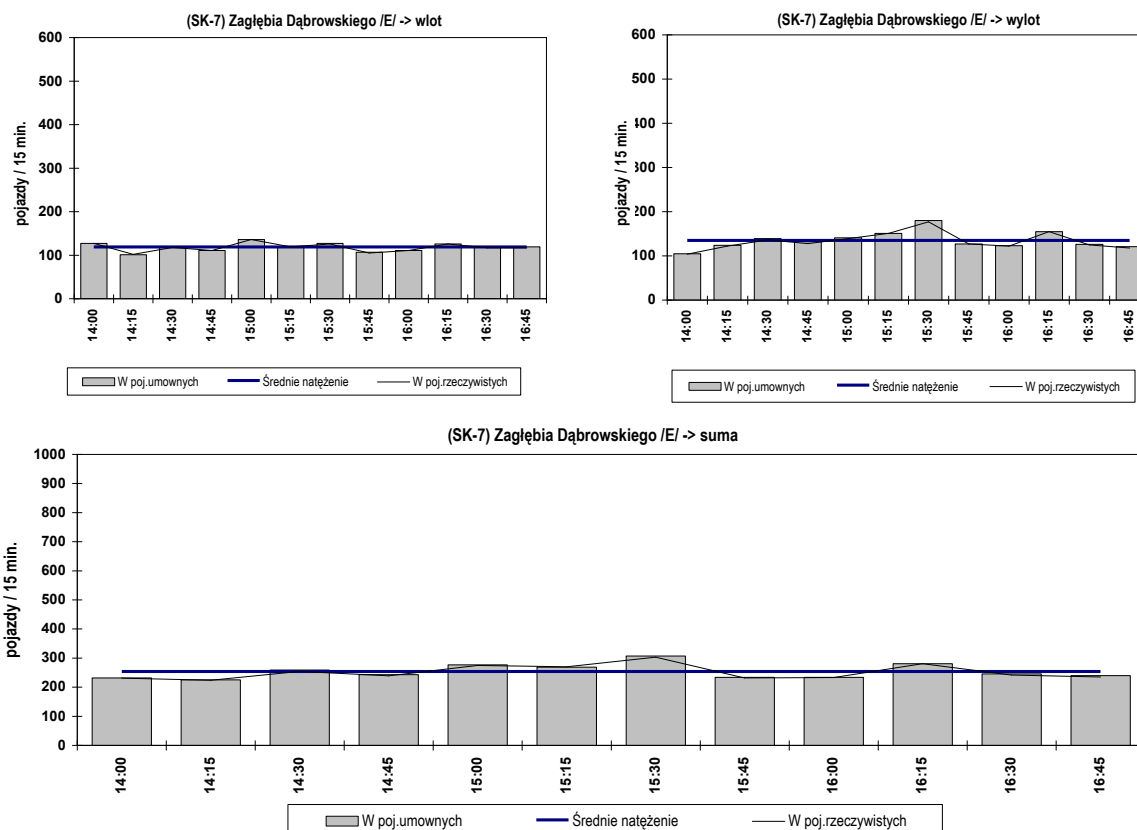 (SK-7) Zagłębia Dąbrowskiego /E/ -> wlot
600
500
400
300
200
100
0
pojazdy / 15 min.
14:00 14:15 14:30 14:45 15:00 15:15 15:30 15:45 16:00 16:15 16:30 16:45
W poj.umownych Średnie natężenie W poj.rzeczywistych
(SK-7) Zagłębia Dąbrowskiego /E/ -> wylot
600
500
400
300
200
100
0
pojazdy / 15 min.
14:00 14:15 14:30 14:45 15:00 15:15 15:30 15:45 16:00 16:15 16:30 16:45
W poj.umownych Średnie natężenie W poj.rzeczywistych
(SK-7) Zagłębia Dąbrowskiego /E/ -> suma
1000
900
800
700
600
500
400
300
200
100
0
pojazdy / 15 min.
14:00 14:15 14:30 14:45 15:00 15:15 15:30 15:45 16:00 16:15 16:30 16:45
W poj.umownych Średnie natężenie W poj.rzeczywistych